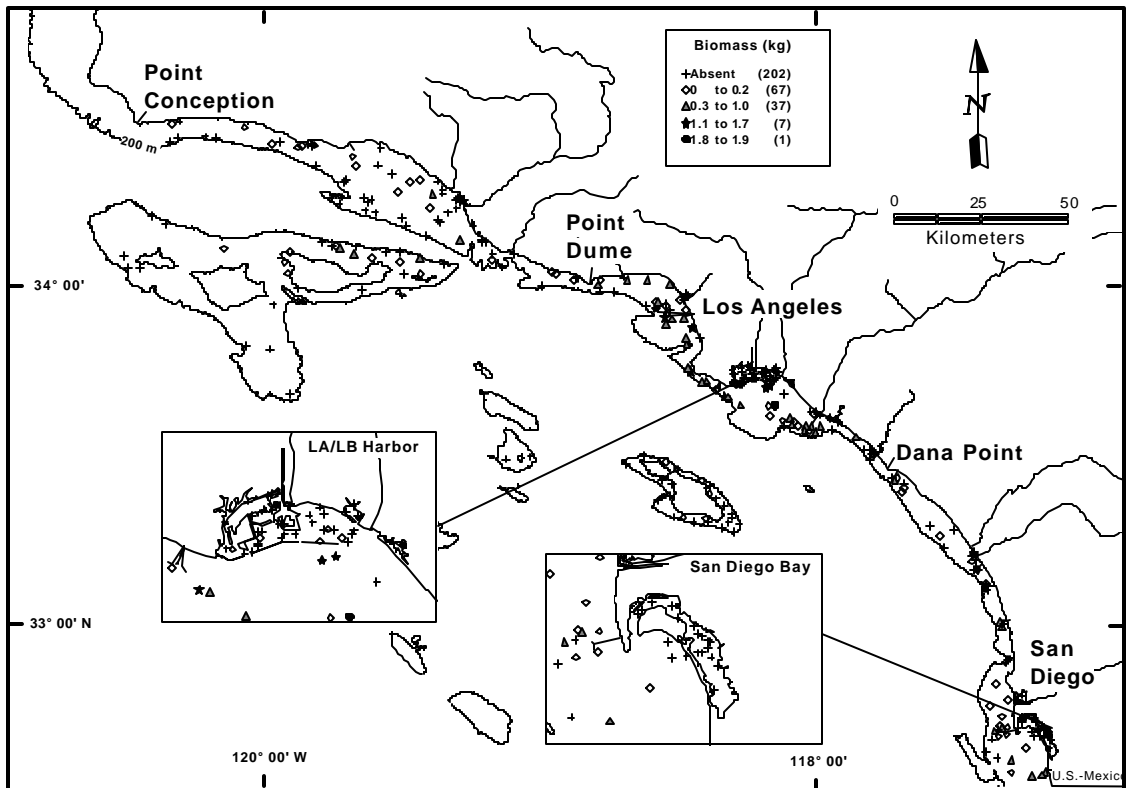 Biomass (kg)
Absent (202)
0 to 0.2 (67)
0.3 to 1.0 (37)
1.1 to 1.7 (7)
1.8 to 1.9 (1)
Point
Conception
200 m
N
0 25 50
Kilometers
Point
Dume
34° 00'
Los Angeles
LA/LB Harbor
Dana Point
San Diego Bay
33° 00' N
San
Diego
120° 00' W
118° 00'
U.S.-Mexico